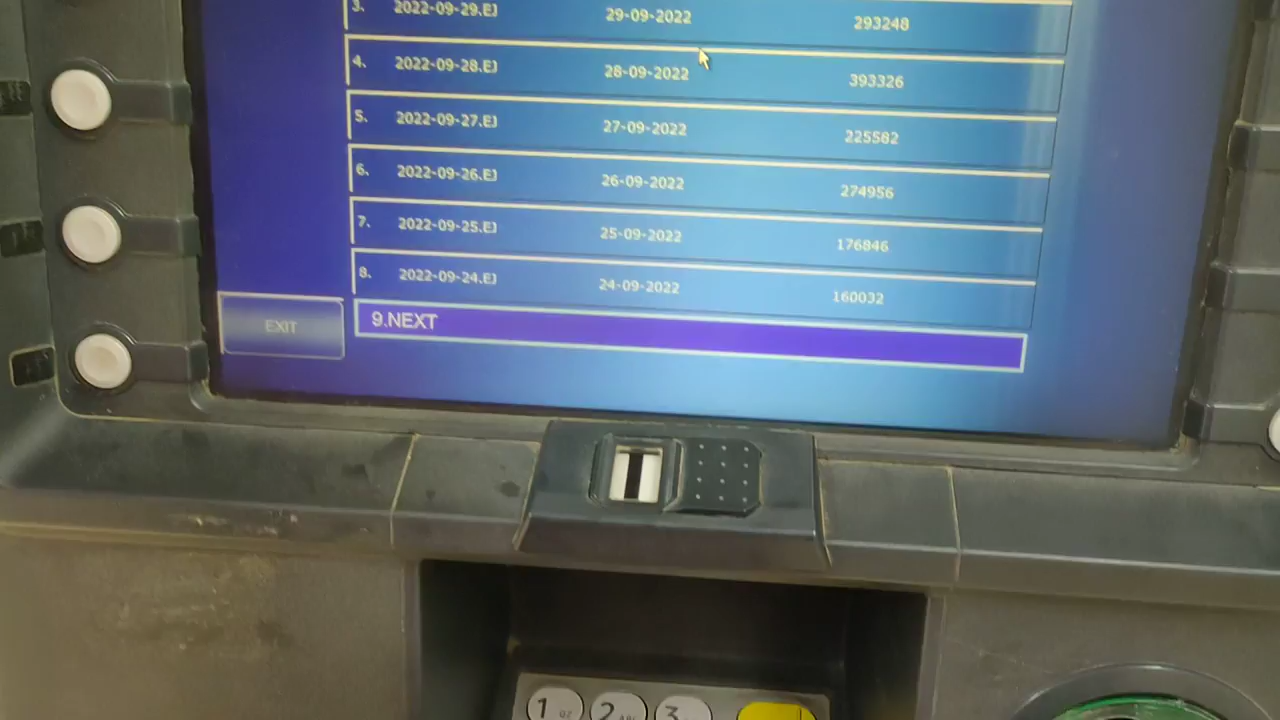 3. 2022-09-29.EJ 29-09-2022 293248
4. 2022-09-28.EJ 28-09-2022 393326
5. 2022-09-27.EJ 27-09-2022 225582
6. 2022-09-26.EJ 26-09-2022 274956
7. 2022-09-25.EJ 25-09-2022 176846
8. 2022-09-24.EJ 24-09-2022 160032
9.NEXT
EXIT
1 2 3